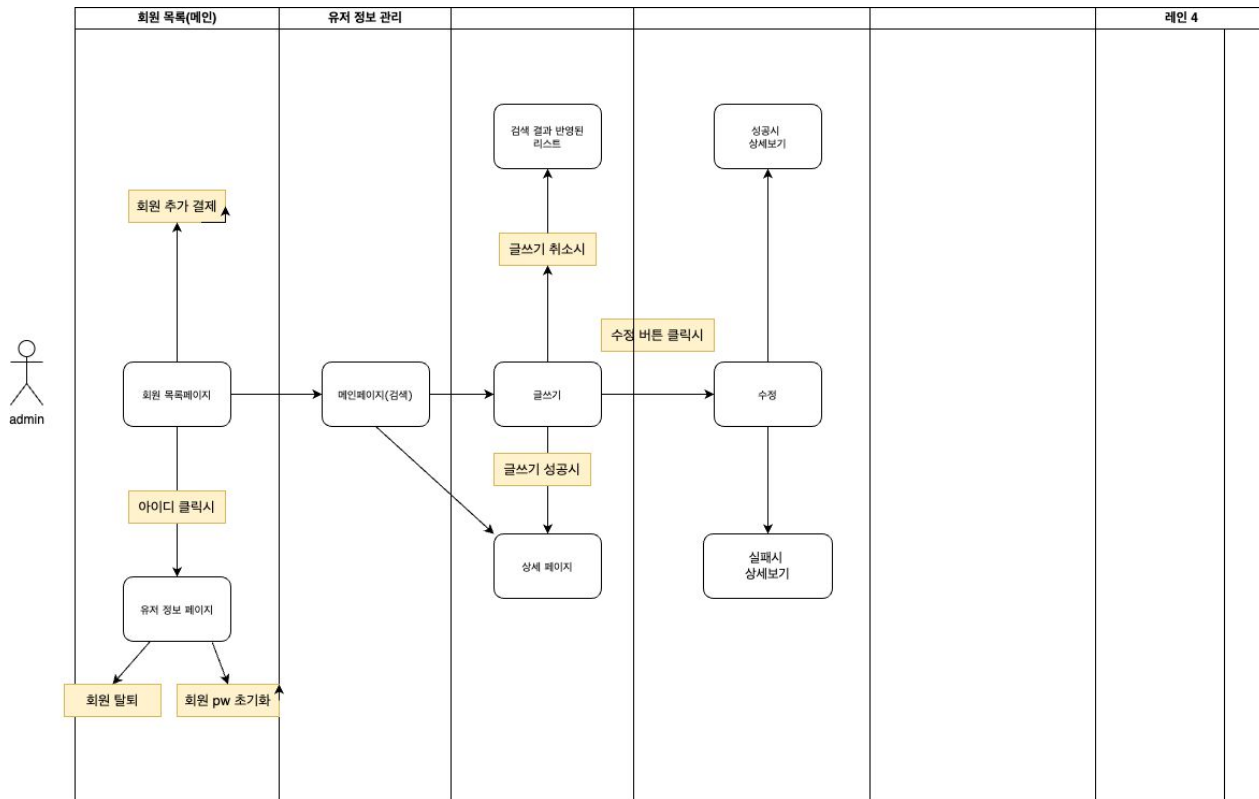 회원 목록(메인)
유저 정보 관리
레인 4
검색 결과 반영된
리스트
성공시
상세보기
회원 추가 결제
글쓰기 취소시
수정 버튼 클릭시
admin
회원 목록페이지
메인페이지(검색)
글쓰기
수정
글쓰기 성공시
아이디 클릭시
상세 페이지
실패시
상세보기
유저 정보 페이지
회원 탈퇴
회원 pw 초기화